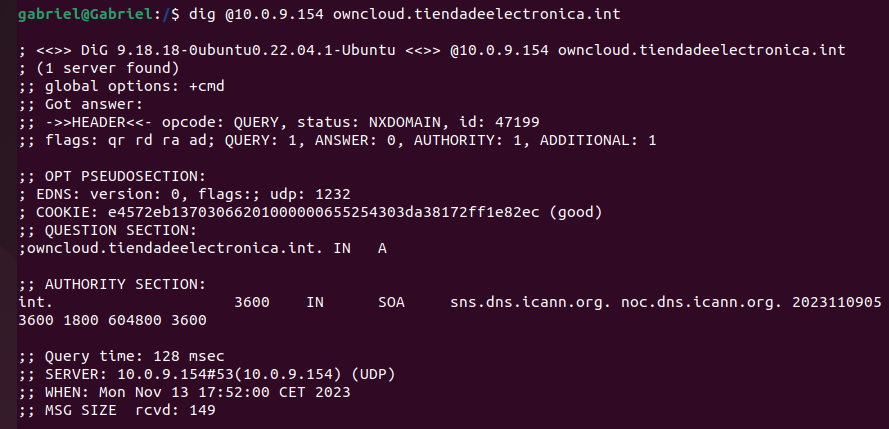 gabriel@Gabriel:/$ dig @10.0.9.154 owncloud.tiendadeelectronica.int

; <<>> DiG 9.18.18-0ubuntu0.22.04.1-Ubuntu <<>> @10.0.9.154 owncloud.tiendadeelectronica.int
; (1 server found)
;; global options: +cmd
;; Got answer:
;; ->>HEADER<<- opcode: QUERY, status: NXDOMAIN, id: 47199
;; flags: qr rd ra ad; QUERY: 1, ANSWER: 0, AUTHORITY: 1, ADDITIONAL: 1

;; OPT PSEUDOSECTION:
; EDNS: version: 0, flags:; udp: 1232
; COOKIE: e4572eb13703066201000000655254303da38172ff1e82ec (good)
;; QUESTION SECTION:
;owncloud.tiendadeelectronica.int. IN	A

;; AUTHORITY SECTION:
int.			3600	IN	SOA	sns.dns.icann.org. noc.dns.icann.org. 2023110905
3600 1800 604800 3600

;; Query time: 128 msec
;; SERVER: 10.0.9.154#53(10.0.9.154) (UDP)
;; WHEN: Mon Nov 13 17:52:00 CET 2023
;; MSG SIZE  rcvd: 149